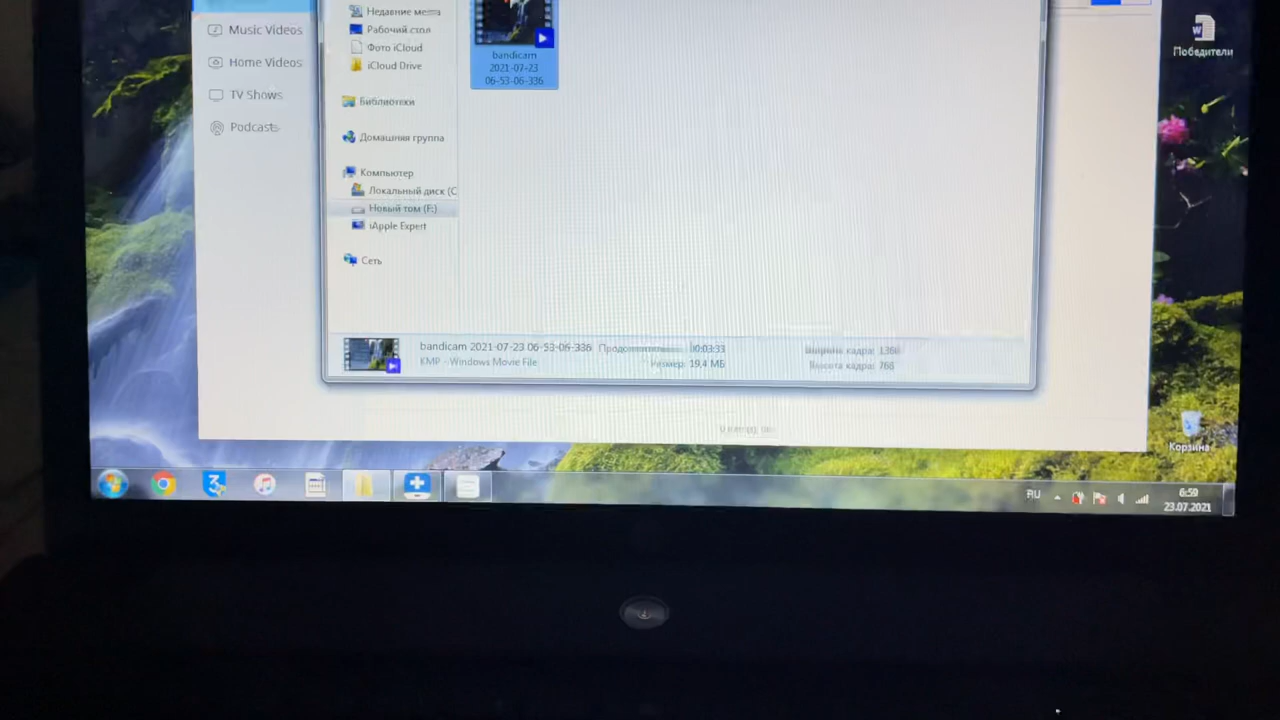 Music Videos
Home Videos
TV Shows
Podcasts
Недавние места
Рабочий стол
Фото iCloud
iCloud Drive
Библиотеки
Домашняя группа
Компьютер
Локальный диск (C
Новый том (F:)
iApple Expert
Сеть
bandicam
2021-07-23
06-53-06-336
bandicam 2021-07-23 06-53-06-336
KMP - Windows Movie File
00:03:33
Размер: 19,4 МБ
Ширина кадра: 1366
Высота кадра: 768
Победители
Корзина
RU
6:59
23.07.2021